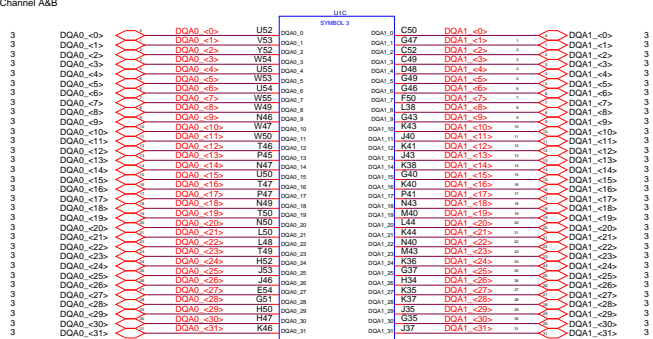 Channel A&B
U1C
SYMBOL 3
3 DQA0_<0> DQA0_<0> U52 DQA0_0 DQA1_0 C50 DQA1_<0> DQA1_<0> 3
3 DQA0_<1> DQA0_<1> V53 DQA0_1 DQA1_1 G47 DQA1_<1> DQA1_<1> 3
3 DQA0_<2> DQA0_<2> Y52 DQA0_2 DQA1_2 C52 DQA1_<2> DQA1_<2> 3
3 DQA0_<3> DQA0_<3> W54 DQA0_3 DQA1_3 C49 DQA1_<3> DQA1_<3> 3
3 DQA0_<4> DQA0_<4> U55 DQA0_4 DQA1_4 D48 DQA1_<4> DQA1_<4> 3
3 DQA0_<5> DQA0_<5> W53 DQA0_5 DQA1_5 G49 DQA1_<5> DQA1_<5> 3
3 DQA0_<6> DQA0_<6> U54 DQA0_6 DQA1_6 G46 DQA1_<6> DQA1_<6> 3
3 DQA0_<7> DQA0_<7> W55 DQA0_7 DQA1_7 F50 DQA1_<7> DQA1_<7> 3
3 DQA0_<8> DQA0_<8> W49 DQA0_8 DQA1_8 L38 DQA1_<8> DQA1_<8> 3
3 DQA0_<9> DQA0_<9> N46 DQA0_9 DQA1_9 G43 DQA1_<9> DQA1_<9> 3
3 DQA0_<10> DQA0_<10> W47 DQA0_10 DQA1_10 K43 DQA1_<10> DQA1_<10> 3
3 DQA0_<11> DQA0_<11> W50 DQA0_11 DQA1_11 J40 DQA1_<11> DQA1_<11> 3
3 DQA0_<12> DQA0_<12> T46 DQA0_12 DQA1_12 K41 DQA1_<12> DQA1_<12> 3
3 DQA0_<13> DQA0_<13> P45 DQA0_13 DQA1_13 J43 DQA1_<13> DQA1_<13> 3
3 DQA0_<14> DQA0_<14> N47 DQA0_14 DQA1_14 K38 DQA1_<14> DQA1_<14> 3
3 DQA0_<15> DQA0_<15> U50 DQA0_15 DQA1_15 G40 DQA1_<15> DQA1_<15> 3
3 DQA0_<16> DQA0_<16> T47 DQA0_16 DQA1_16 K40 DQA1_<16> DQA1_<16> 3
3 DQA0_<17> DQA0_<17> P47 DQA0_17 DQA1_17 P41 DQA1_<17> DQA1_<17> 3
3 DQA0_<18> DQA0_<18> N49 DQA0_18 DQA1_18 N43 DQA1_<18> DQA1_<18> 3
3 DQA0_<19> DQA0_<19> T50 DQA0_19 DQA1_19 M40 DQA1_<19> DQA1_<19> 3
3 DQA0_<20> DQA0_<20> N50 DQA0_20 DQA1_20 L44 DQA1_<20> DQA1_<20> 3
3 DQA0_<21> DQA0_<21> L50 DQA0_21 DQA1_21 K44 DQA1_<21> DQA1_<21> 3
3 DQA0_<22> DQA0_<22> L48 DQA0_22 DQA1_22 N40 DQA1_<22> DQA1_<22> 3
3 DQA0_<23> DQA0_<23> T49 DQA0_23 DQA1_23 M43 DQA1_<23> DQA1_<23> 3
3 DQA0_<24> DQA0_<24> H52 DQA0_24 DQA1_24 K36 DQA1_<24> DQA1_<24> 3
3 DQA0_<25> DQA0_<25> J53 DQA0_25 DQA1_25 G37 DQA1_<25> DQA1_<25> 3
3 DQA0_<26> DQA0_<26> J46 DQA0_26 DQA1_26 H34 DQA1_<26> DQA1_<26> 3
3 DQA0_<27> DQA0_<27> E54 DQA0_27 DQA1_27 K35 DQA1_<27> DQA1_<27> 3
3 DQA0_<28> DQA0_<28> G51 DQA0_28 DQA1_28 K37 DQA1_<28> DQA1_<28> 3
3 DQA0_<29> DQA0_<29> H50 DQA0_29 DQA1_29 J35 DQA1_<29> DQA1_<29> 3
3 DQA0_<30> DQA0_<30> H47 DQA0_30 DQA1_30 G35 DQA1_<30> DQA1_<30> 3
3 DQA0_<31> DQA0_<31> K46 DQA0_31 DQA1_31 J37 DQA1_<31> DQA1_<31> 3